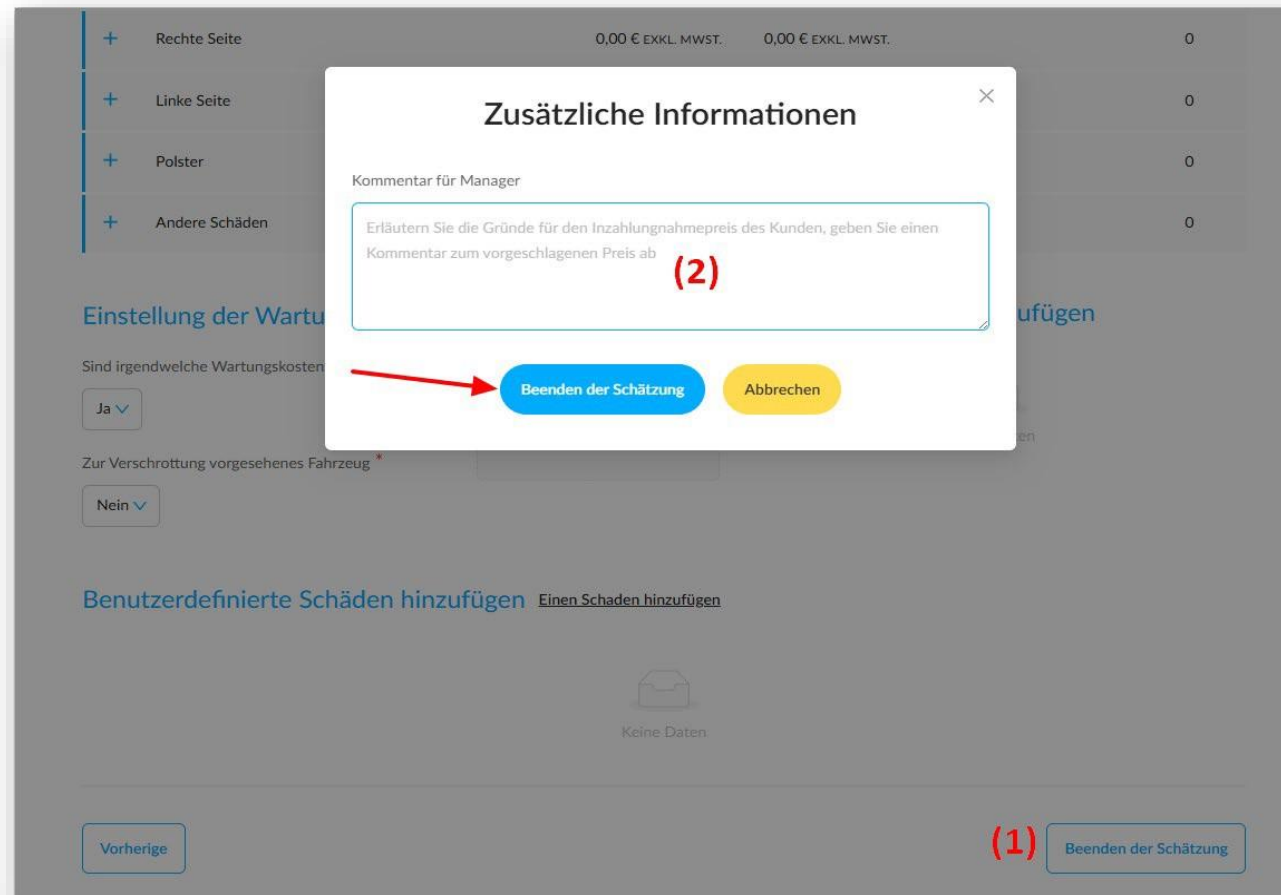 Rechte Seite 0,00 € EXKL. MWST. 0,00 € EXKL. MWST. 0
Linke Seite 0
Polster 0
Andere Schäden 0
Zusätzliche Informationen
Kommentar für Manager
Erläutern Sie die Gründe für den Inzahlungnahmepreis des Kunden, geben Sie einen
Kommentar zum vorgeschlagenen Preis ab
(2)
Beenden der Schätzung Abbrechen
Einstellung der Wartu ufügen
Sind irgendwelche Wartungskosten
Ja
Zur Verschrottung vorgesehenes Fahrzeug *
Nein
Benutzerdefinierte Schäden hinzufügen Einen Schaden hinzufügen
Keine Daten
Vorherige (1) Beenden der Schätzung